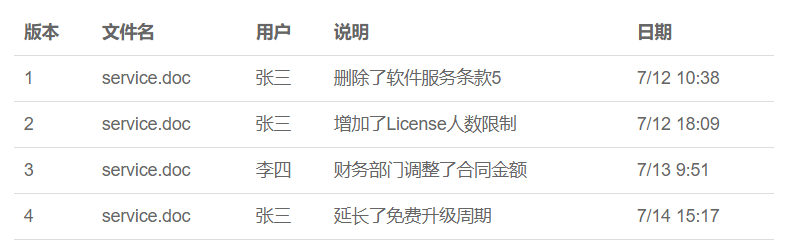 版本 文件名 用户 说明 日期
1 service.doc 张三 删除了软件服务条款5 7/12 10:38
2 service.doc 张三 增加了License人数限制 7/12 18:09
3 service.doc 李四 财务部门调整了合同金额 7/13 9:51
4 service.doc 张三 延长了免费升级周期 7/14 15:17